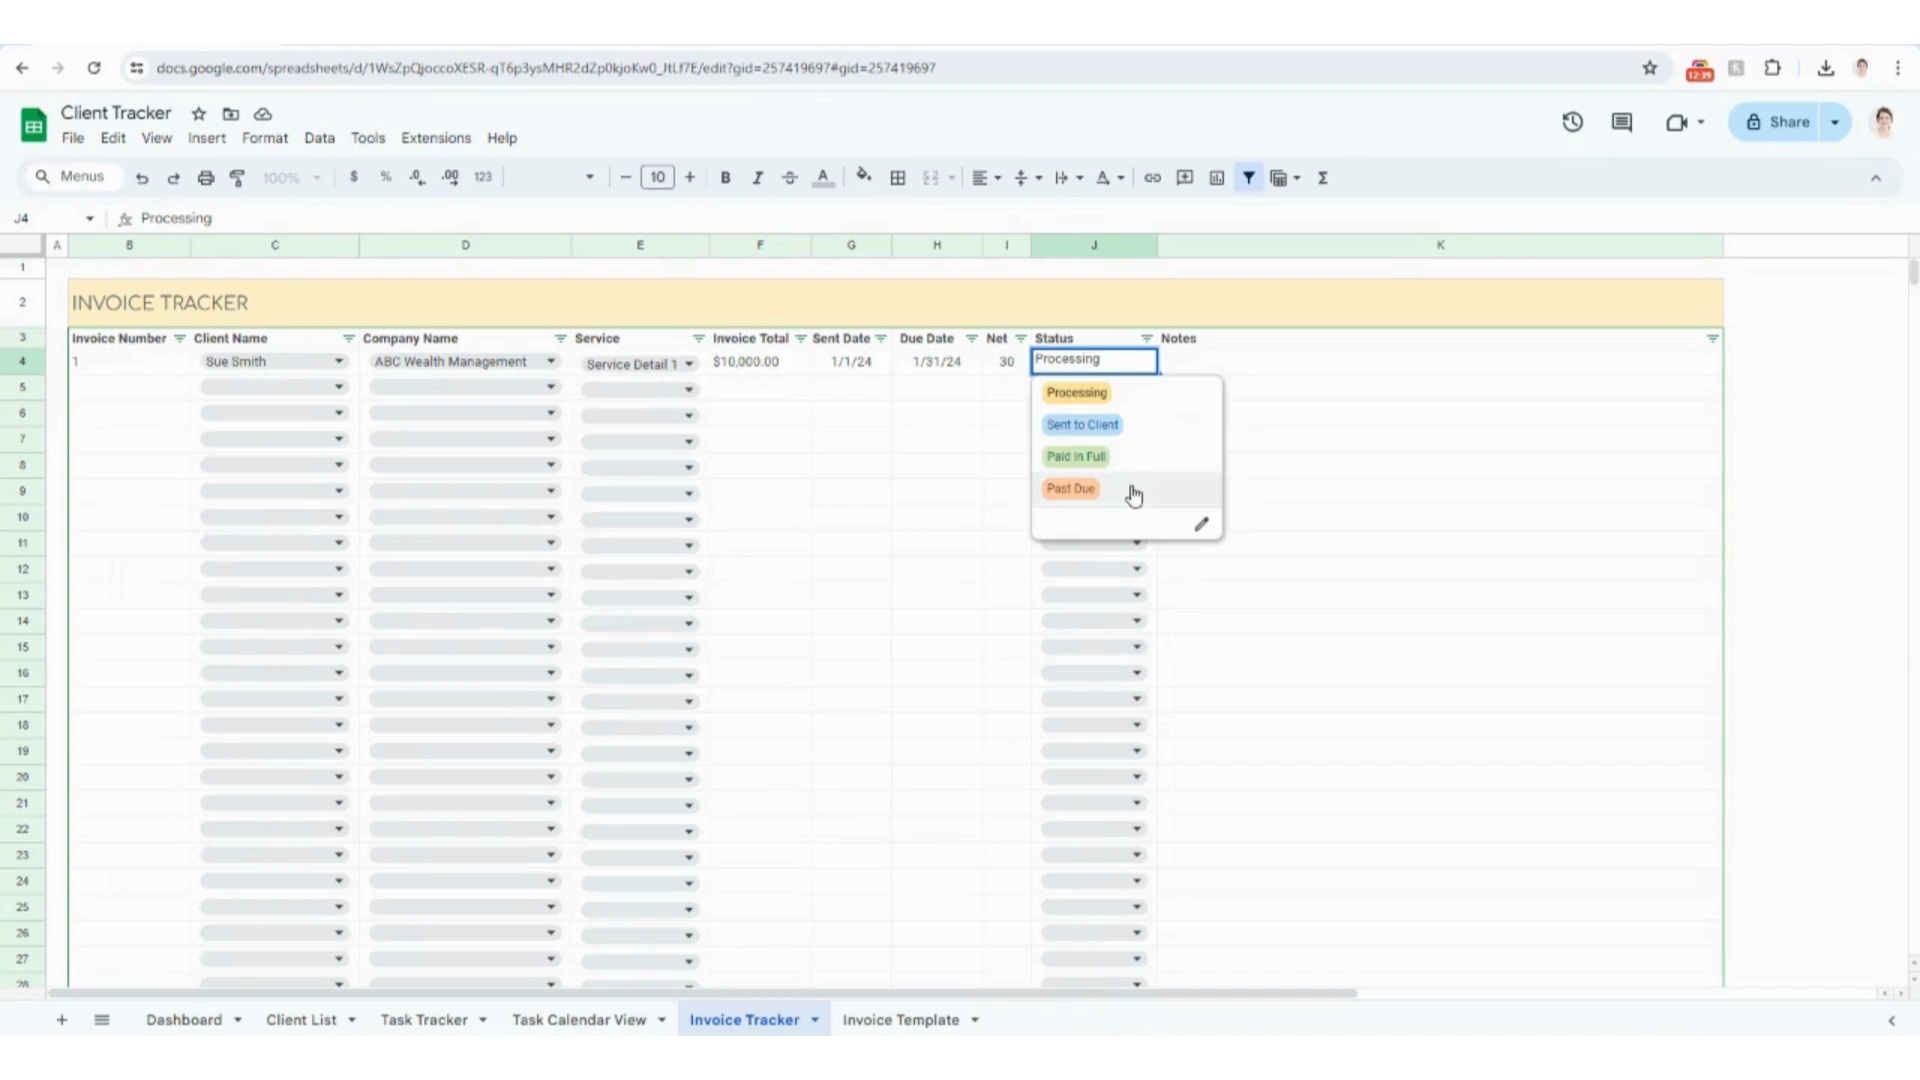 docs.google.com/spreadsheets/d/1WsZpQjoccoXESR-qT6p3ysMHR2dZp0kjoKw0_JtLf7E/edit?gid=257419697#gid=257419697
12:39
Client Tracker
Share
File Edit View Insert Format Data Tools Extensions Help
Menus 100% $ % .0 .00 123 10 B I A
J4 fx Processing
A B C D E F G H I J K
1
2 INVOICE TRACKER
3 Invoice Number Client Name Company Name Service Invoice Total Sent Date Due Date Net Status Notes
4 1 Sue Smith ABC Wealth Management Service Detail 1 $10,000.00 1/1/24 1/31/24 30 Processing
5 Processing
6 Sent to Client
7
8 Paid in Full
9 Past Due
10
11
12
13
14
15
16
17
18
19
20
21
22
23
24
25
26
27
28
Dashboard Client List Task Tracker Task Calendar View Invoice Tracker Invoice Template